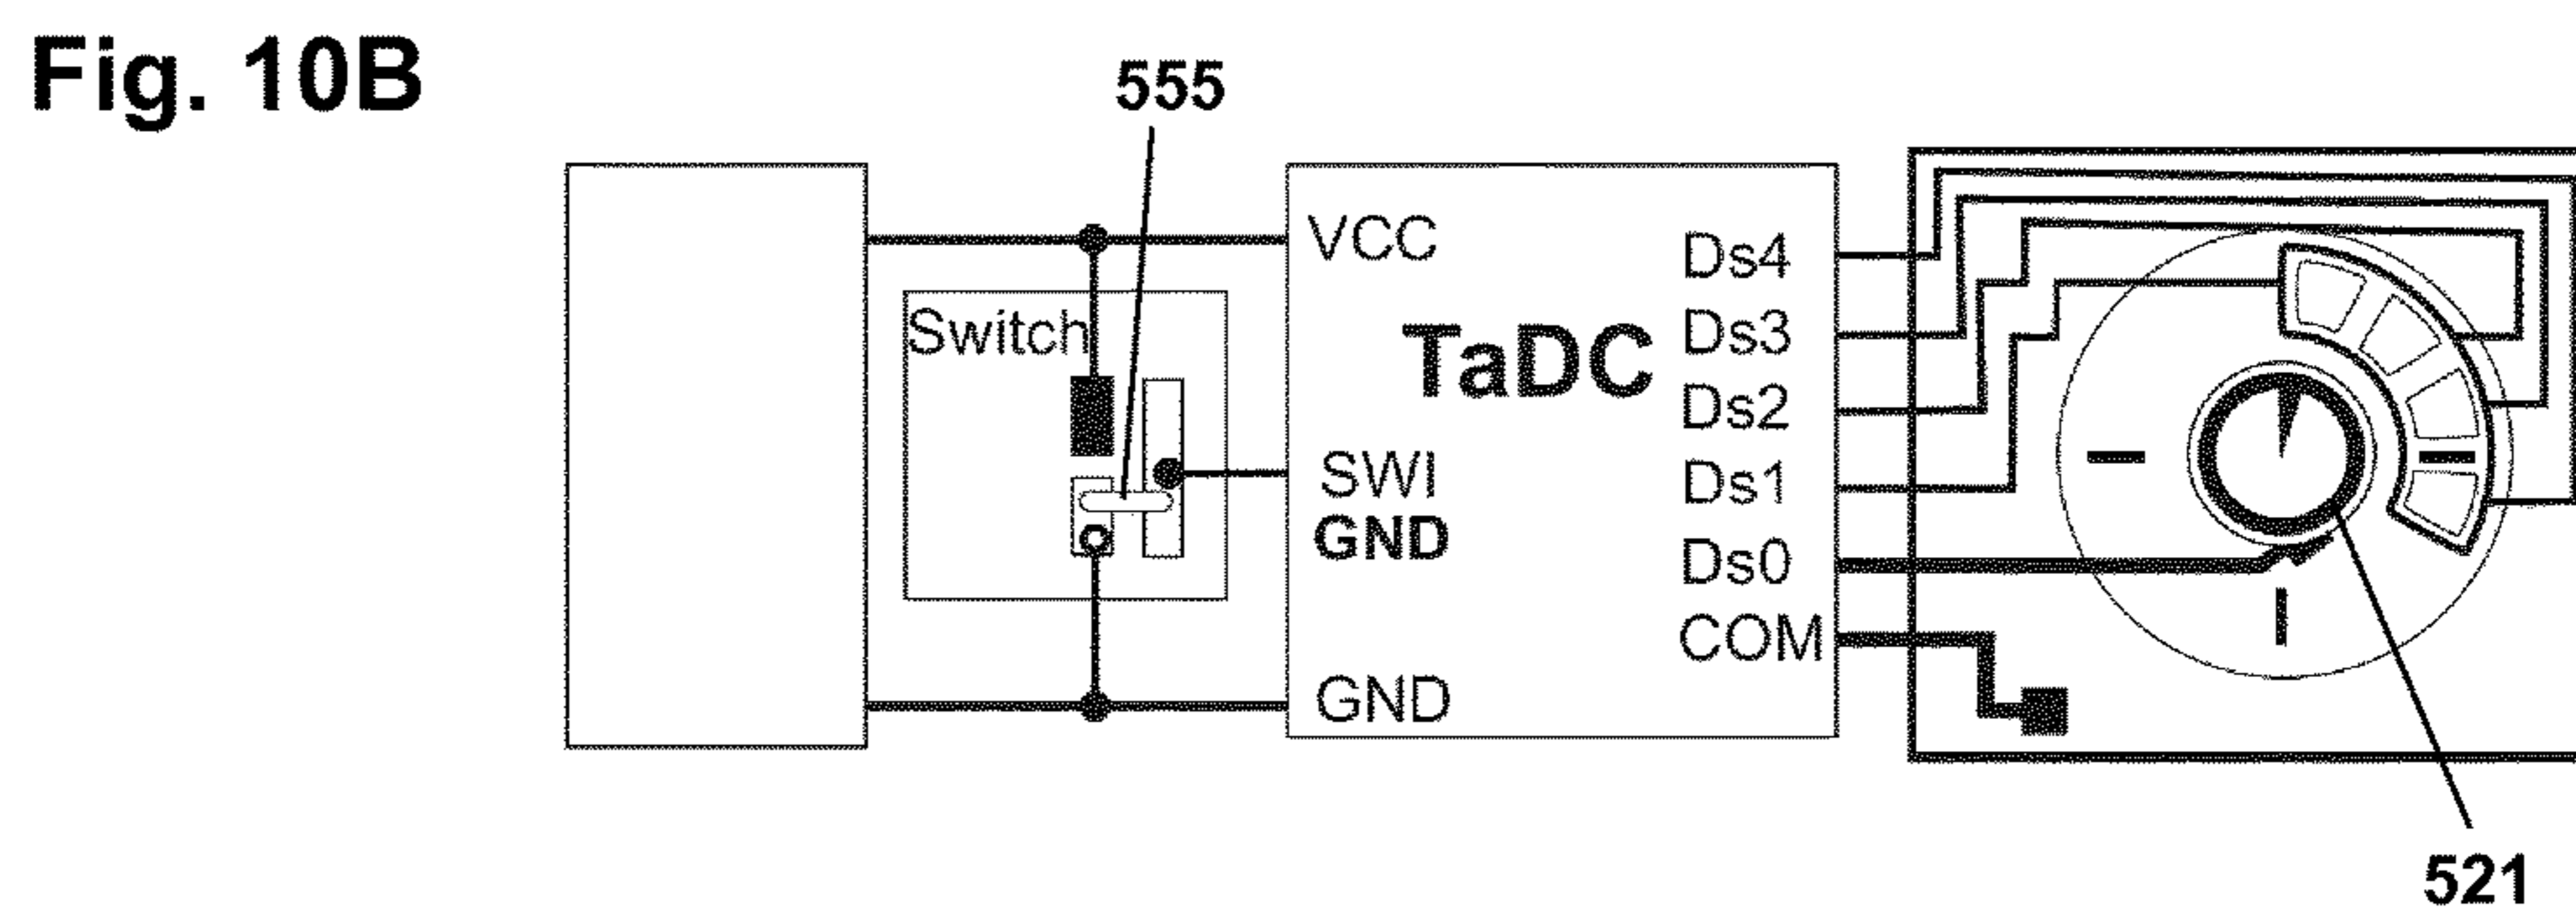 Fig. 10B
555
VCC
Switch
TaDC
SWI
GND
GND
Ds4
Ds3
Ds2
Ds1
Ds0
COM
521